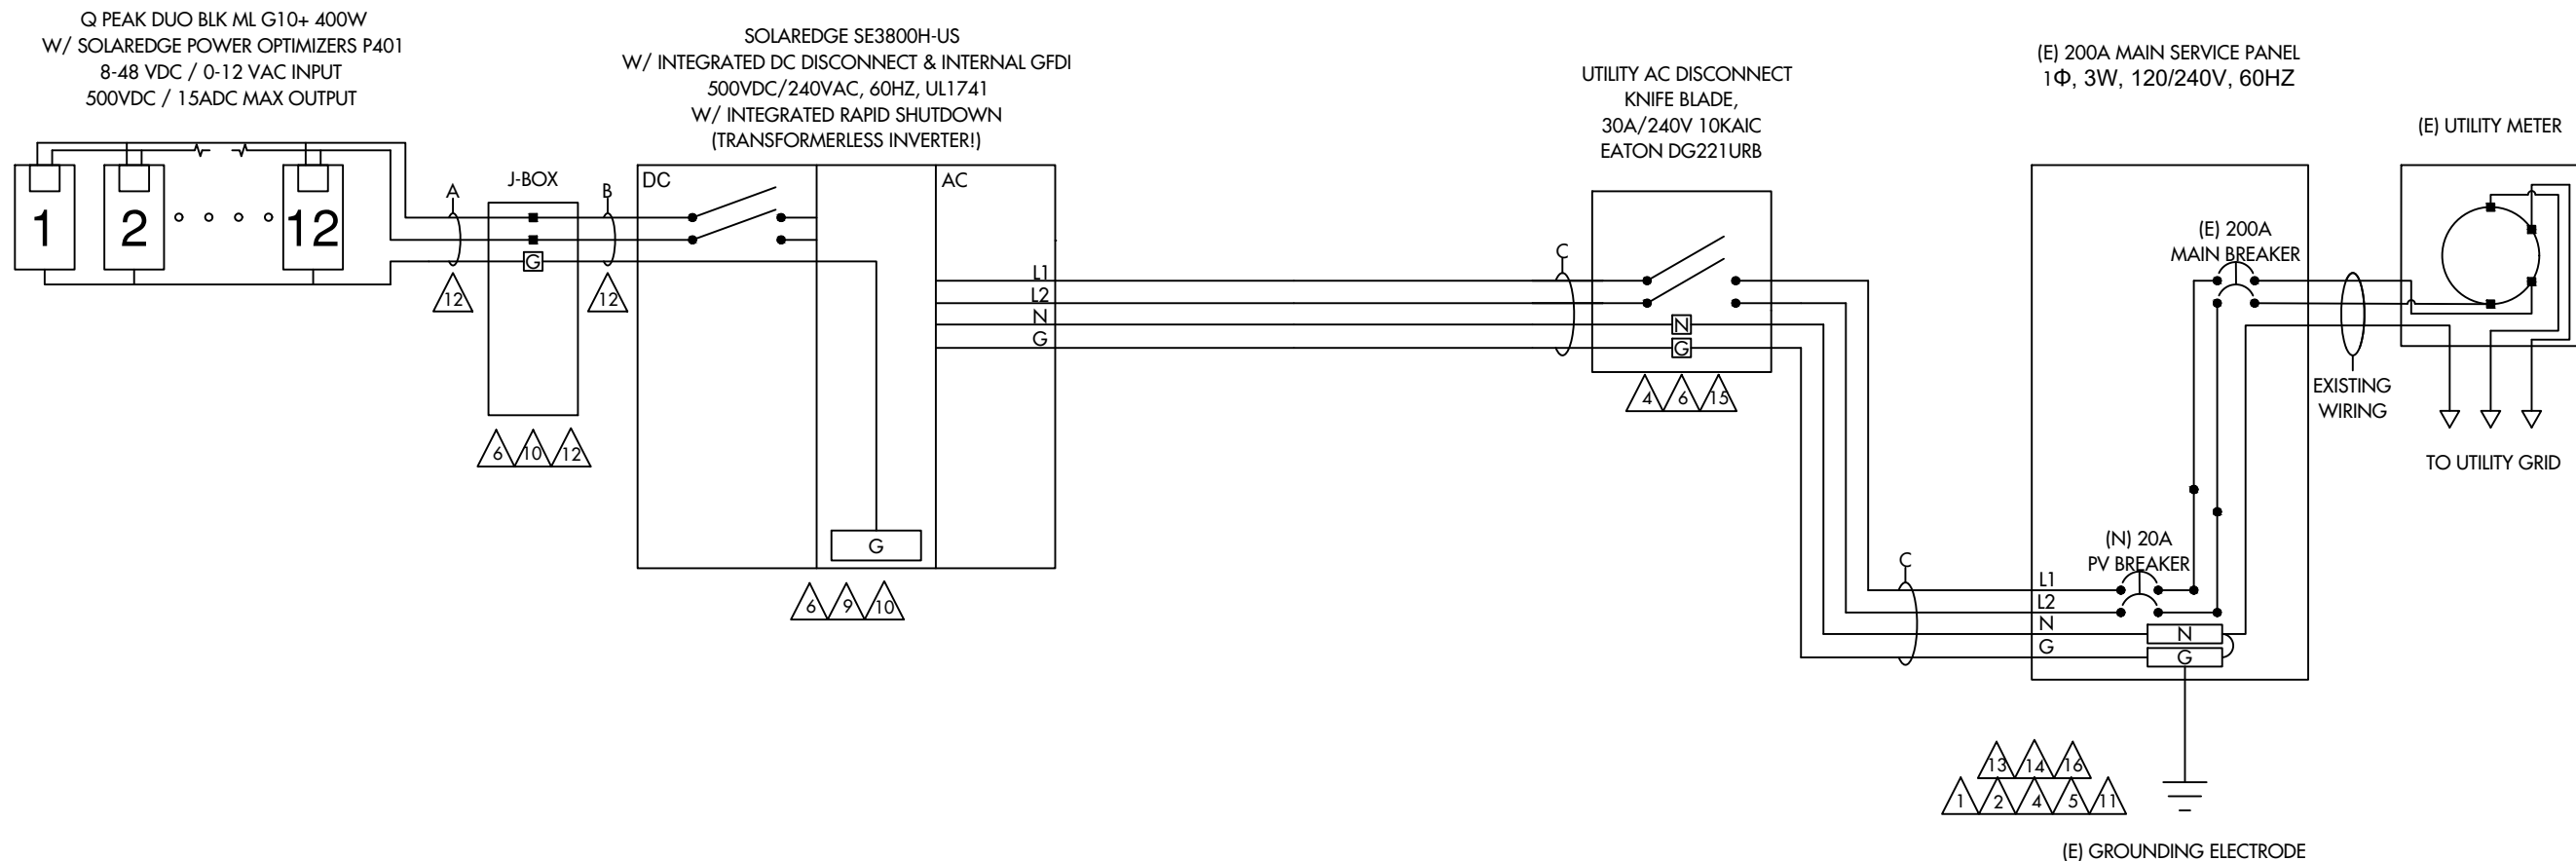 Q PEAK DUO BLK ML G10+ 400W
W/ SOLAREDGE POWER OPTIMIZERS P401
8-48 VDC / 0-12 VAC INPUT
500VDC / 15ADC MAX OUTPUT
1
2
12
A
12
J-BOX
G
6
10
12
B
12
SOLAREDGE SE3800H-US
W/ INTEGRATED DC DISCONNECT & INTERNAL GFDI
500VDC/240VAC, 60HZ, UL1741
W/ INTEGRATED RAPID SHUTDOWN
(TRANSFORMERLESS INVERTER!)
DC
AC
L1
L2
N
G
G
6
9
10
UTILITY AC DISCONNECT
KNIFE BLADE,
30A/240V 10KAIC
EATON DG221URB
C
N
G
4
6
15
C
(E) 200A MAIN SERVICE PANEL
1Φ, 3W, 120/240V, 60HZ
(E) 200A
MAIN BREAKER
(N) 20A
PV BREAKER
L1
L2
N
G
N
G
13
14
16
1
2
4
5
11
(E) GROUNDING ELECTRODE
(E) UTILITY METER
EXISTING
WIRING
TO UTILITY GRID